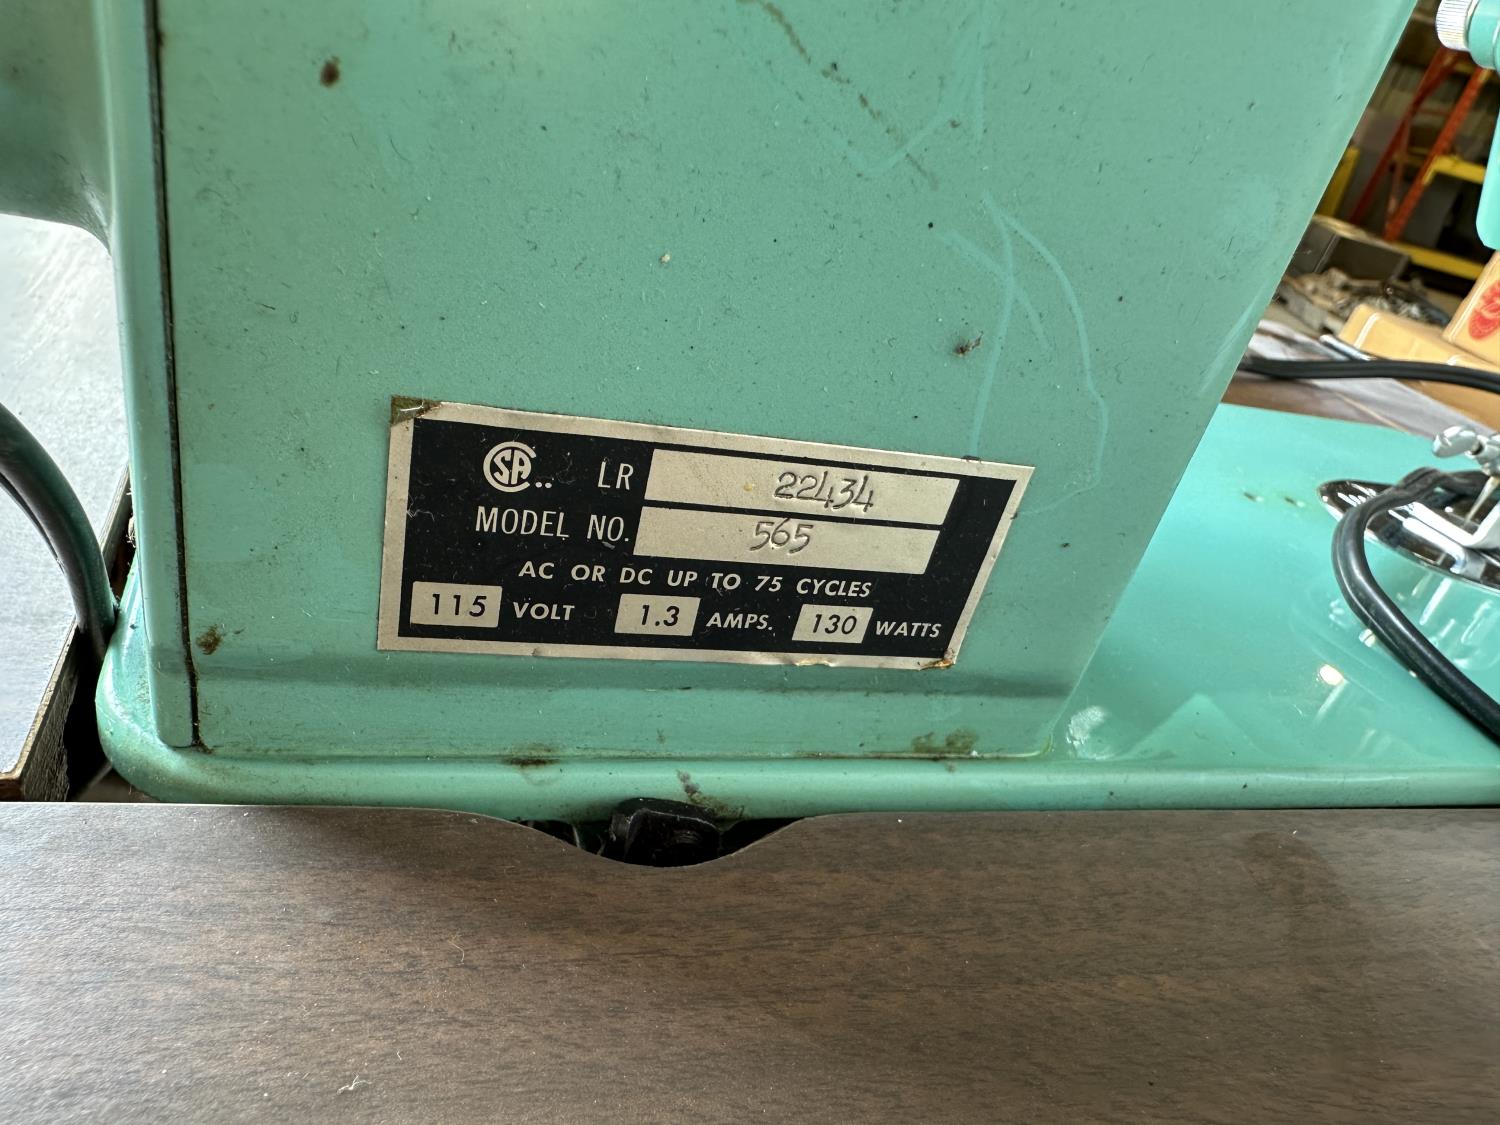 CSA.. LR 22434
MODEL NO. 565
AC OR DC UP TO 75 CYCLES
115 VOLT 1.3 AMPS. 130 WATTS